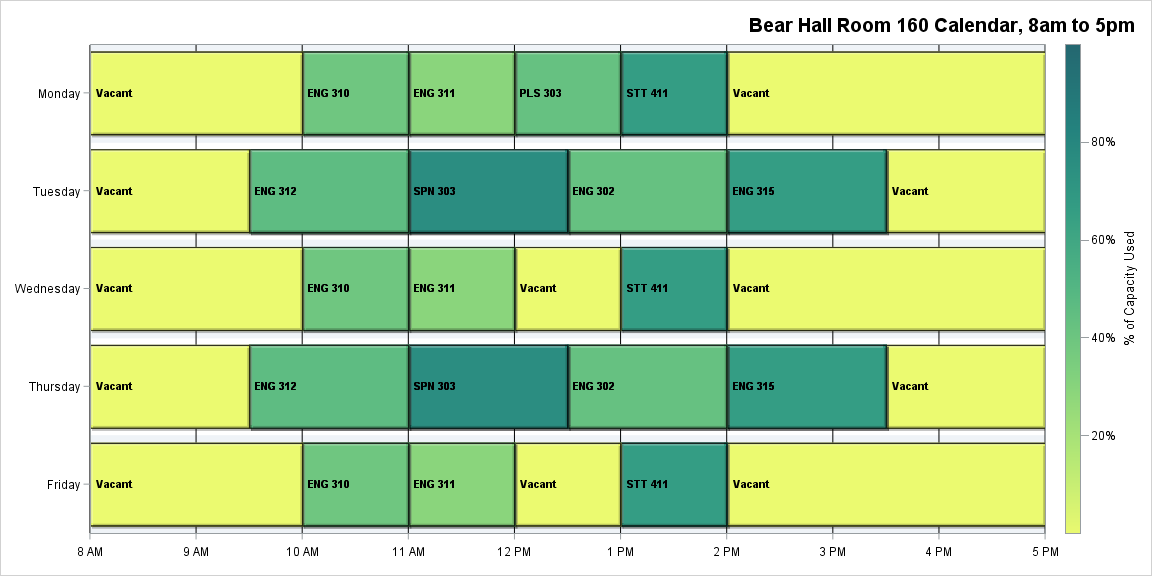 Bear Hall Room 160 Calendar, 8am to 5pm
Monday Vacant ENG 310 ENG 311 PLS 303 STT 411 Vacant
80%
Tuesday Vacant ENG 312 SPN 303 ENG 302 ENG 315 Vacant
60%
% of Capacity Used
Wednesday Vacant ENG 310 ENG 311 Vacant STT 411 Vacant
40%
Thursday Vacant ENG 312 SPN 303 ENG 302 ENG 315 Vacant
20%
Friday Vacant ENG 310 ENG 311 Vacant STT 411 Vacant
8 AM 9 AM 10 AM 11 AM 12 PM 1 PM 2 PM 3 PM 4 PM 5 PM